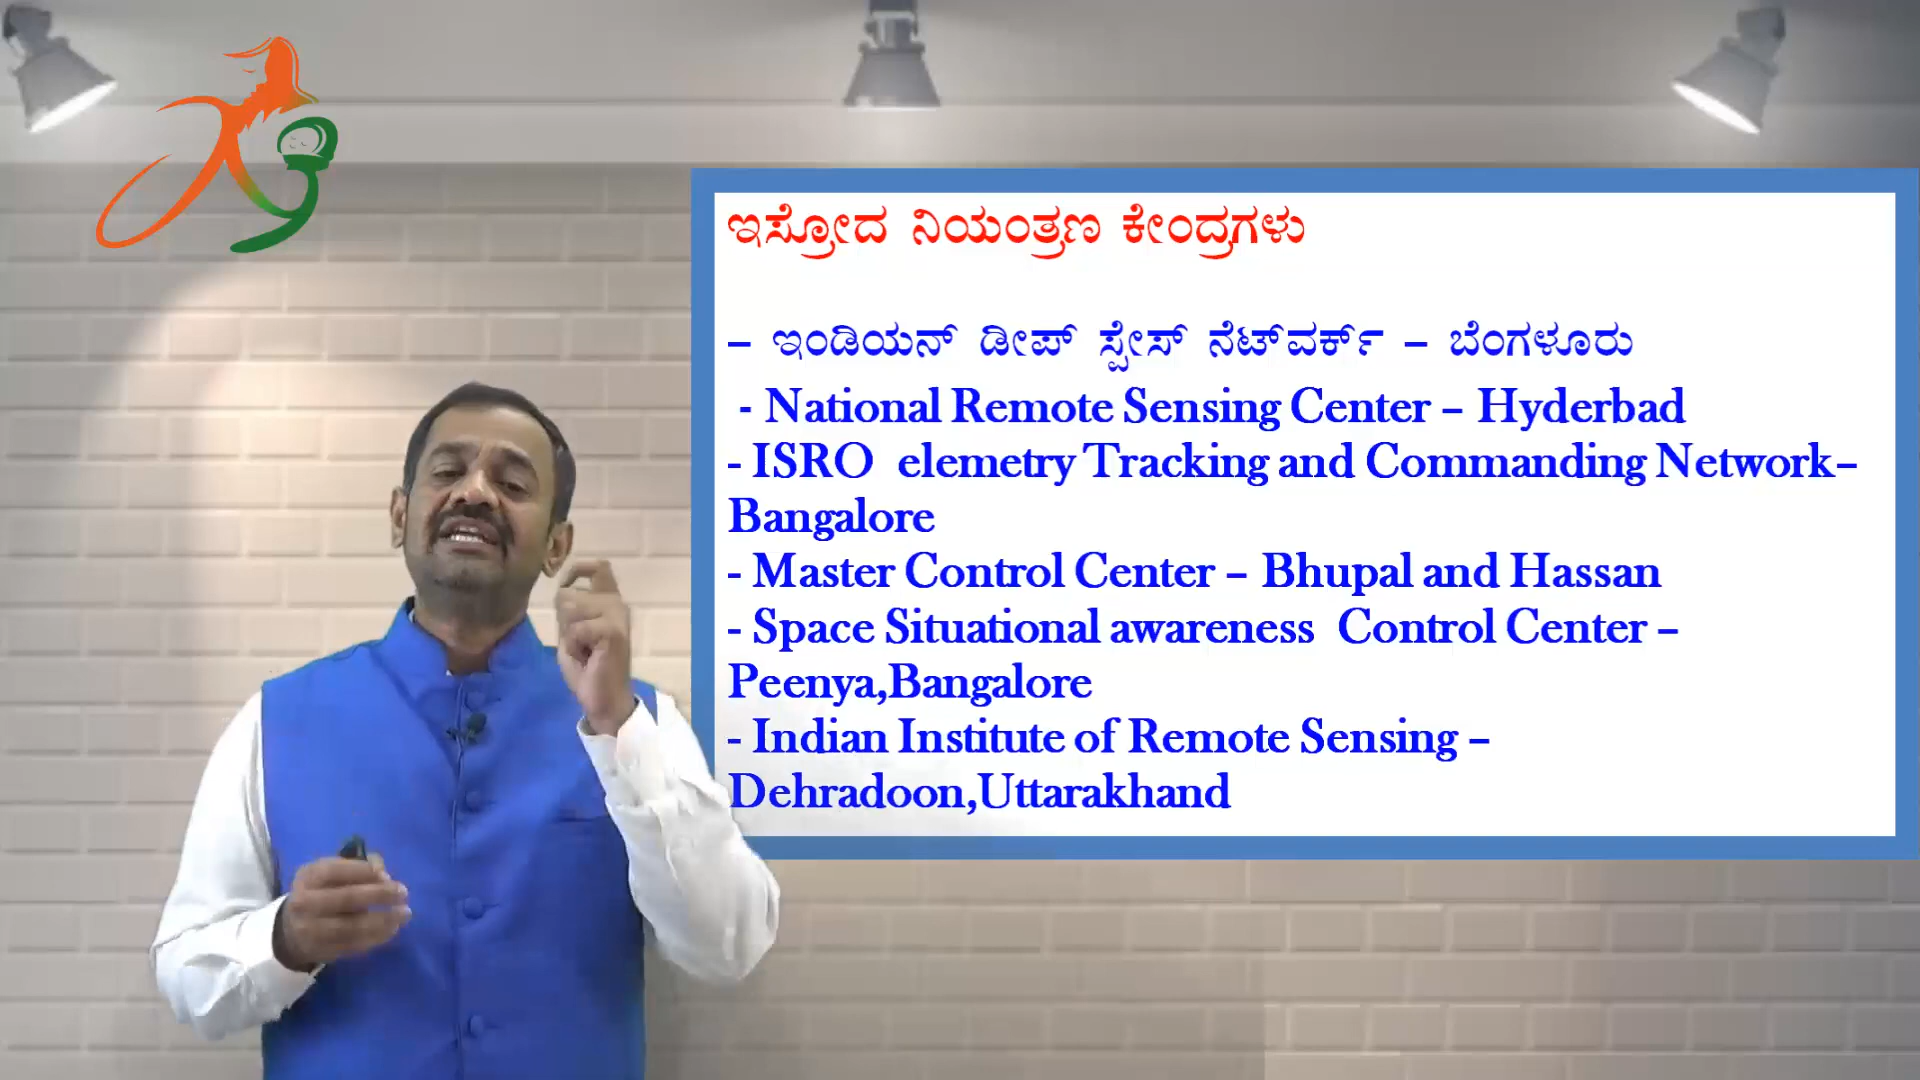 ಇಸ್ರೋದ ನಿಯಂತ್ರಣ ಕೇಂದ್ರಗಳು
– ಇಂಡಿಯನ್ ಡೀಪ್ ಸ್ಪೇಸ್ ನೆಟ್‌ವರ್ಕ್ – ಬೆಂಗಳೂರು
- National Remote Sensing Center – Hyderbad
- ISRO elemetry Tracking and Commanding Network–
Bangalore
- Master Control Center – Bhupal and Hassan
- Space Situational awareness Control Center –
Peenya,Bangalore
- Indian Institute of Remote Sensing –
Dehradoon,Uttarakhand